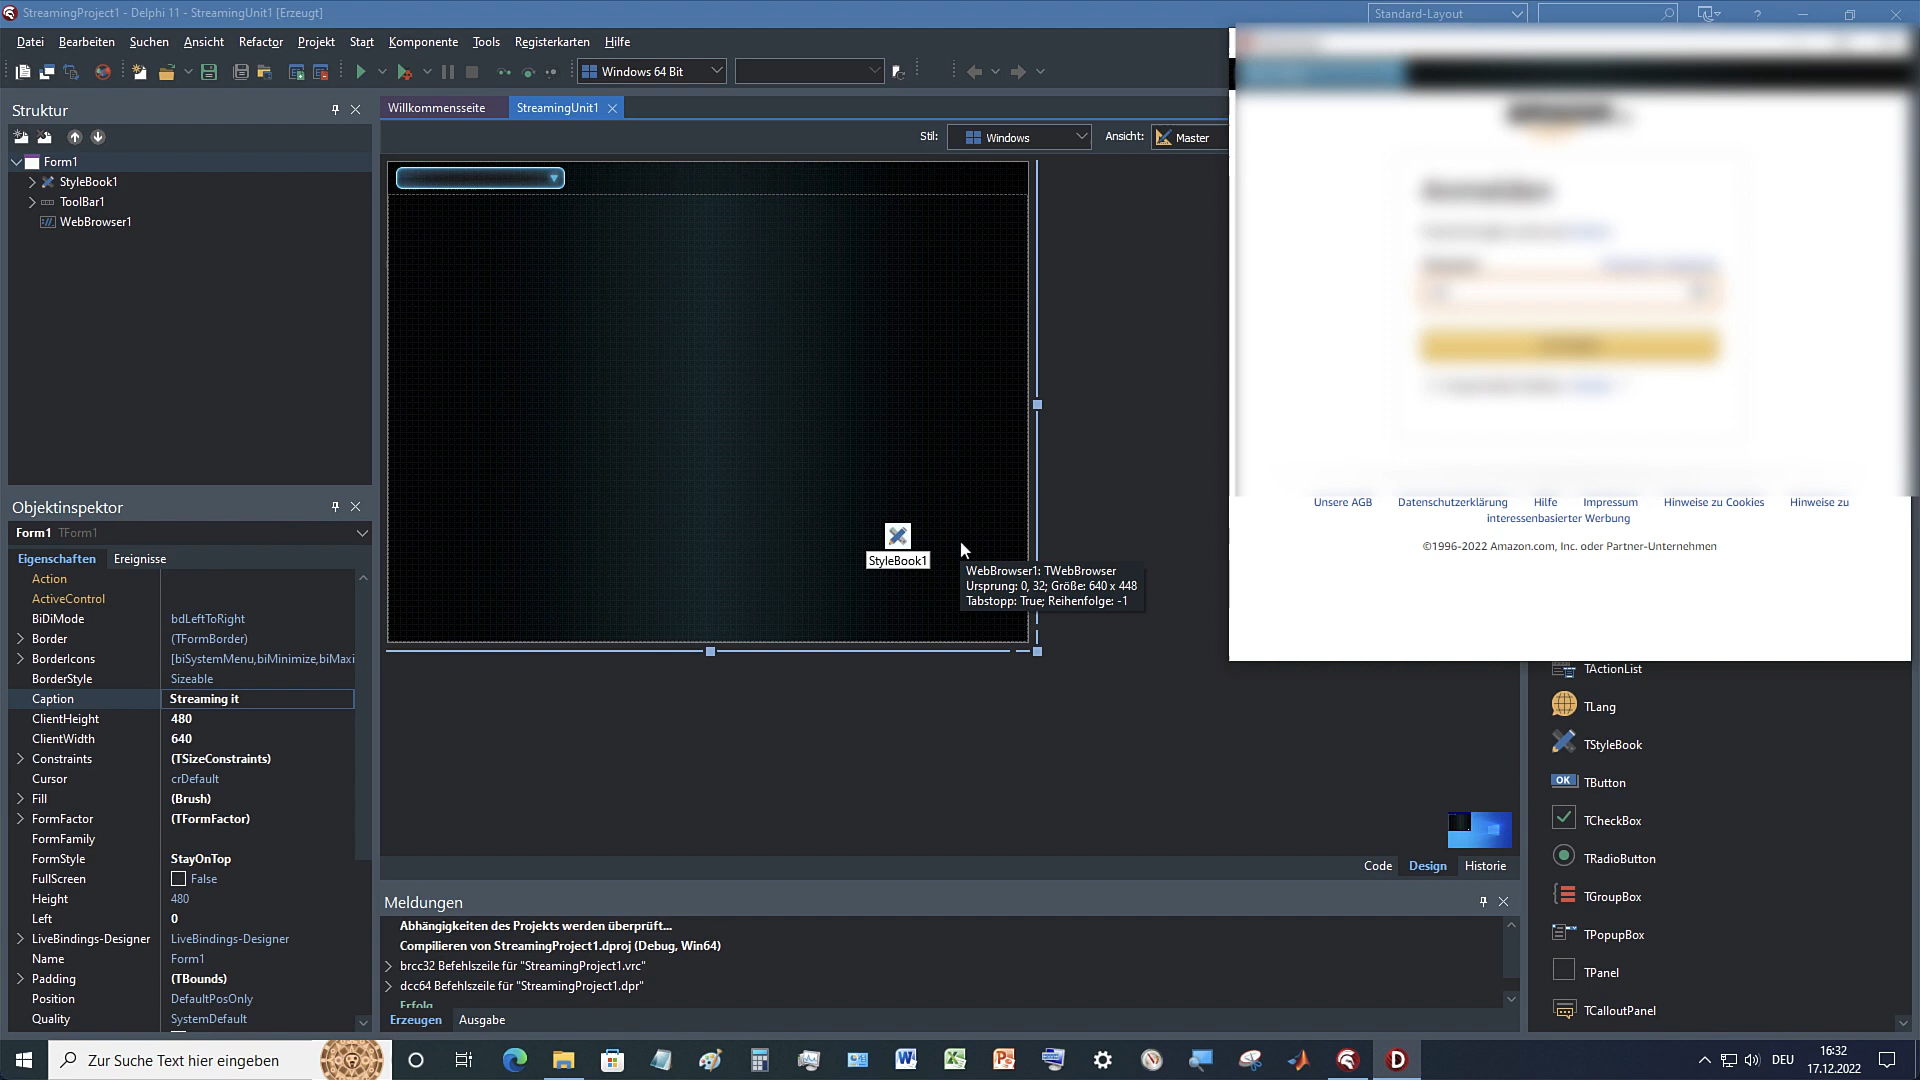 StreamingProject1 - Delphi 11 - StreamingUnit1 [Erzeugt]
Standard-Layout
Datei Bearbeiten Suchen Ansicht Refactor Projekt Start Komponente Tools Registerkarten Hilfe
Windows 64 Bit
Struktur
Form1
StyleBook1
ToolBar1
WebBrowser1
Willkommensseite StreamingUnit1
Stil: Windows Ansicht: Master
StyleBook1
WebBrowser1: TWebBrowser
Ursprung: 0, 32; Größe: 640 x 448
Tabstopp: True; Reihenfolge: -1
Unsere AGB Datenschutzerklärung Hilfe Impressum Hinweise zu Cookies Hinweise zu
interessenbasierter Werbung
©1996-2022 Amazon.com, Inc. oder Partner-Unternehmen
Objektinspektor
Form1 TForm1
Eigenschaften Ereignisse
Action
ActiveControl
BiDiMode bdLeftToRight
Border (TFormBorder)
BorderIcons [biSystemMenu,biMinimize,biMaxi
BorderStyle Sizeable
Caption Streaming it
ClientHeight 480
ClientWidth 640
Constraints (TSizeConstraints)
Cursor crDefault
Fill (Brush)
FormFactor (TFormFactor)
FormFamily
FormStyle StayOnTop
FullScreen False
Height 480
Left 0
LiveBindings-Designer LiveBindings-Designer
Name Form1
Padding (TBounds)
Position DefaultPosOnly
Quality SystemDefault
TActionList
TLang
TStyleBook
OK TButton
TCheckBox
TRadioButton
TGroupBox
TPopupBox
TPanel
TCalloutPanel
Code Design Historie
Meldungen
Abhängigkeiten des Projekts werden überprüft...
Compilieren von StreamingProject1.dproj (Debug, Win64)
brcc32 Befehlszeile für "StreamingProject1.vrc"
dcc64 Befehlszeile für "StreamingProject1.dpr"
Erfolg
Erzeugen Ausgabe
Zur Suche Text hier eingeben
DEU
16:32
17.12.2022